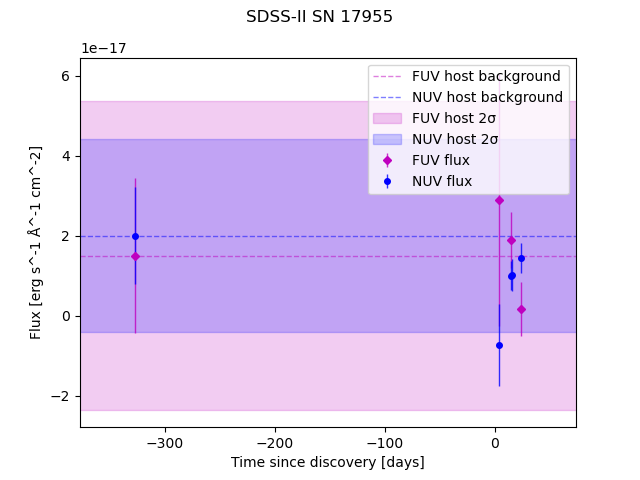 SDSS-II SN 17955
1e−17
FUV host background
NUV host background
FUV host 2σ
NUV host 2σ
FUV flux
NUV flux
6
4
2
0
−2
Flux [erg s^-1 Å^-1 cm^-2]
−300 −200 −100 0
Time since discovery [days]